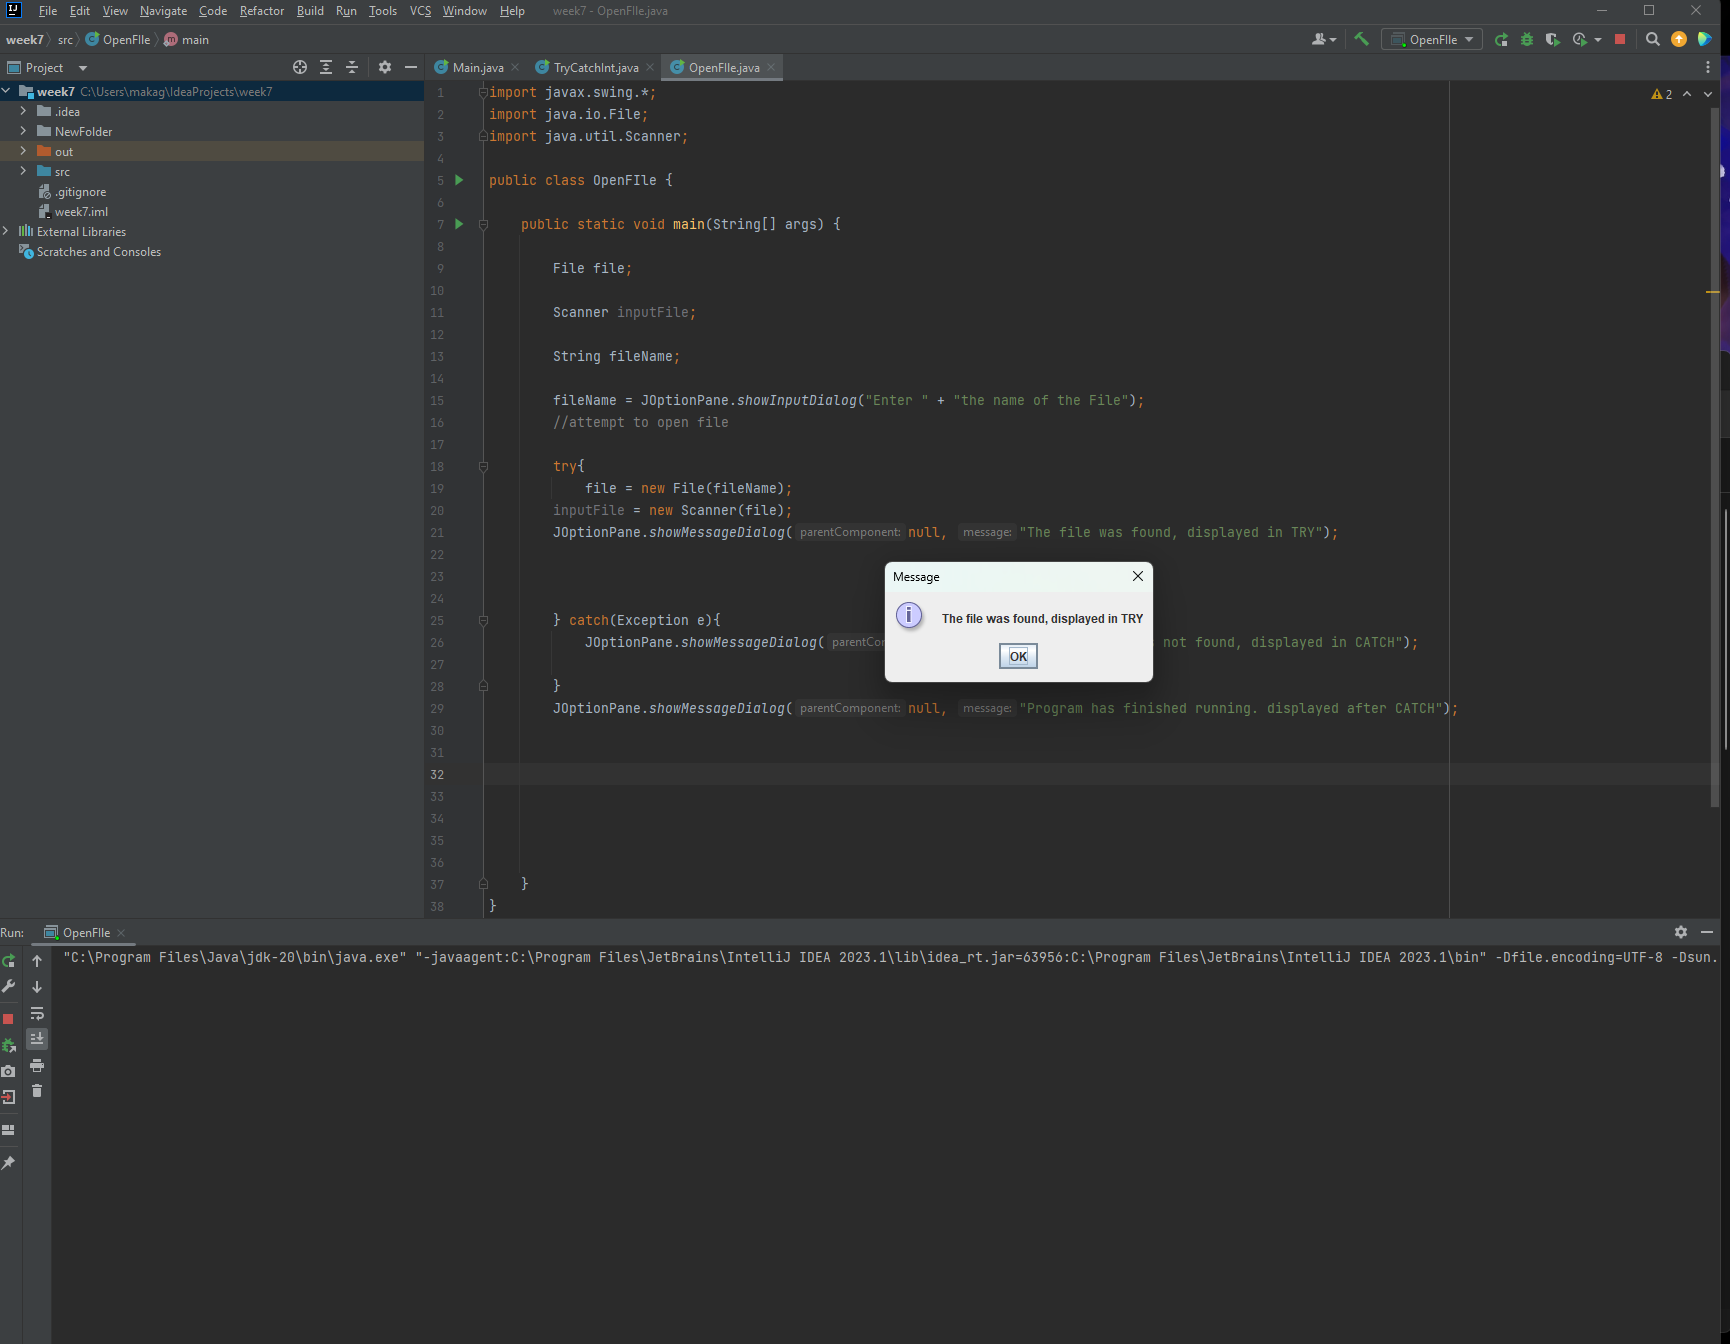 File Edit View Navigate Code Refactor Build Run Tools VCS Window Help week7 - OpenFIle.java
week7 src OpenFIle main OpenFIle
Project Main.java TryCatchInt.java OpenFIle.java
week7 C:\Users\makag\IdeaProjects\week7
.idea
NewFolder
out
src
.gitignore
week7.iml
External Libraries
Scratches and Consoles
2
1 import javax.swing.*;
2 import java.io.File;
3 import java.util.Scanner;
4
5 public class OpenFIle {
6
7 public static void main(String[] args) {
8
9 File file;
10
11 Scanner inputFile;
12
13 String fileName;
14
15 fileName = JOptionPane.showInputDialog("Enter " + "the name of the File");
16 //attempt to open file
17
18 try{
19 file = new File(fileName);
20 inputFile = new Scanner(file);
21 JOptionPane.showMessageDialog( parentComponent: null, message: "The file was found, displayed in TRY");
22
23
24
25 } catch(Exception e){
26 JOptionPane.showMessageDialog( not found, displayed in CATCH");
27
28 }
29 JOptionPane.showMessageDialog( parentComponent: null, message: "Program has finished running. displayed after CATCH");
30
31
32
33
34
35
36
37 }
38 }
Message
The file was found, displayed in TRY
OK
Run: OpenFIle
"C:\Program Files\Java\jdk-20\bin\java.exe" "-javaagent:C:\Program Files\JetBrains\IntelliJ IDEA 2023.1\lib\idea_rt.jar=63956:C:\Program Files\JetBrains\IntelliJ IDEA 2023.1\bin" -Dfile.encoding=UTF-8 -Dsun.